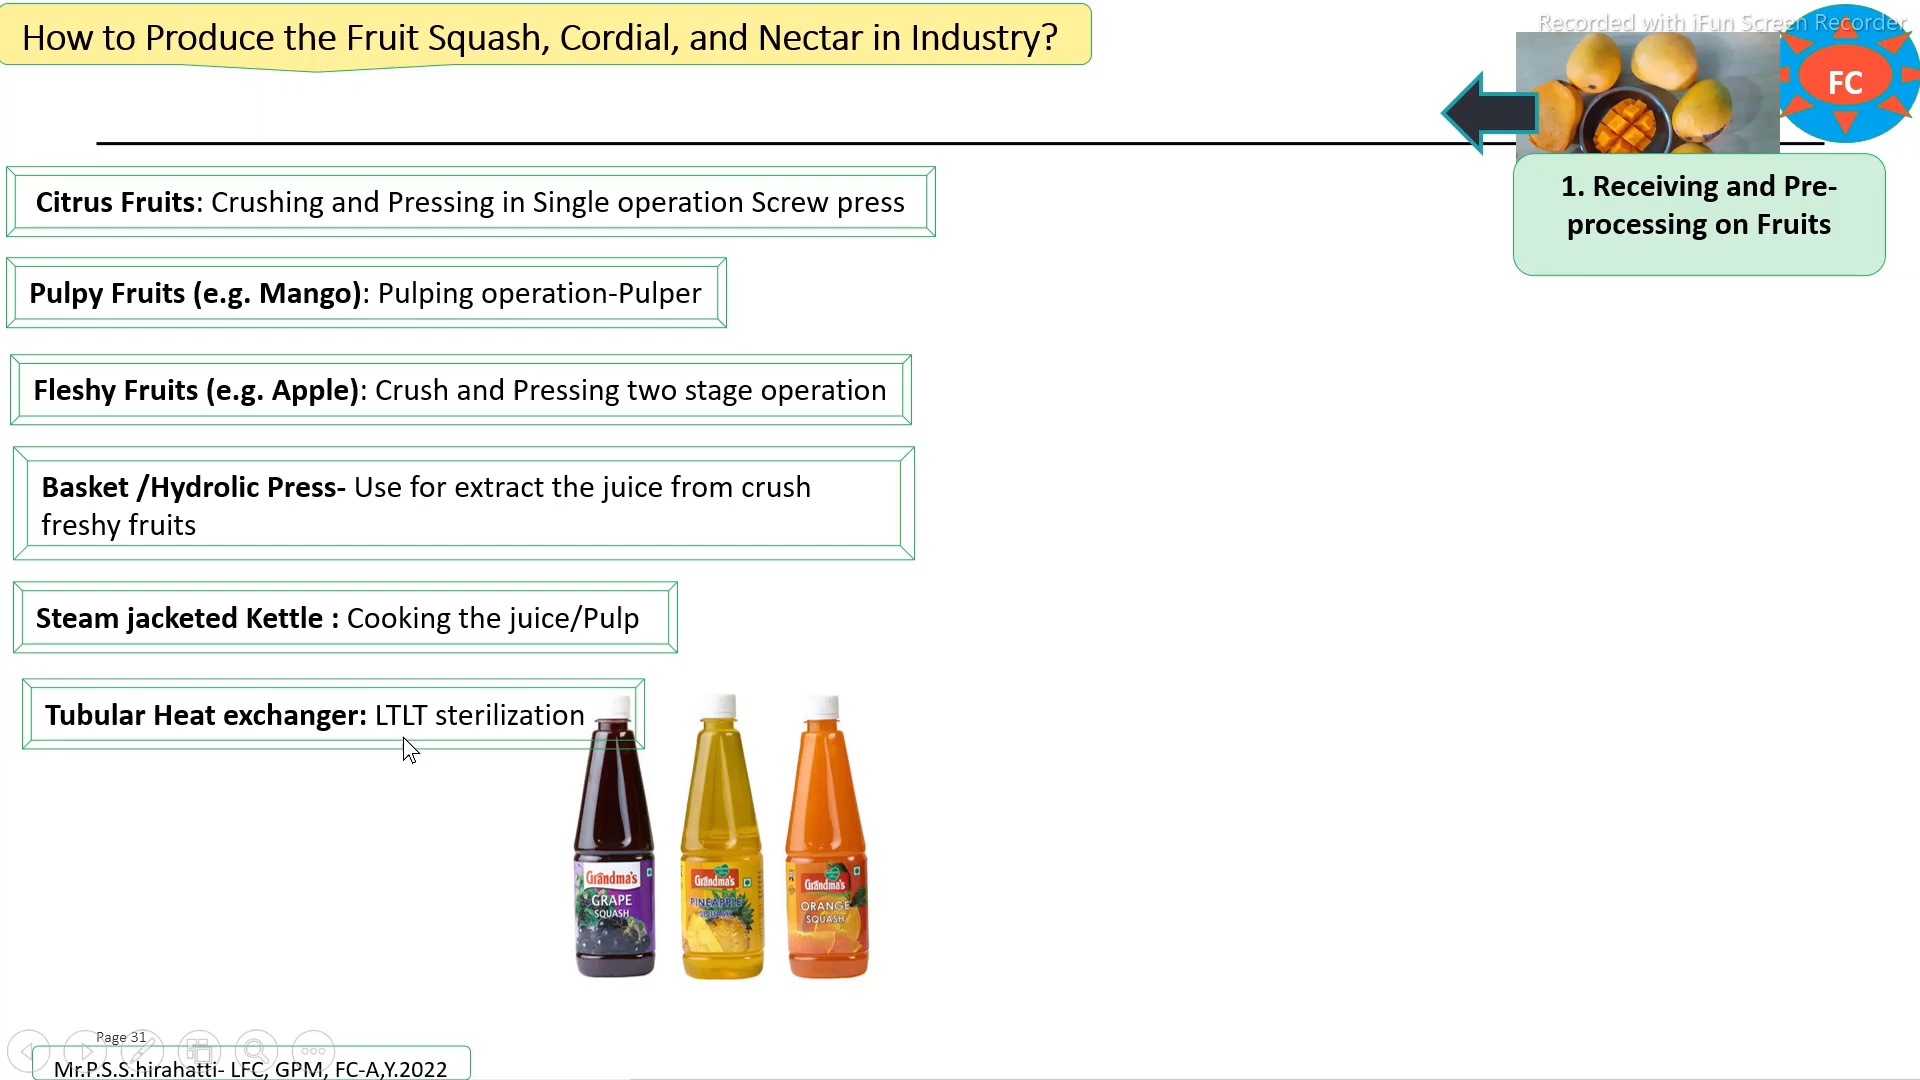 Recorded with iFun Screen Recorder
How to Produce the Fruit Squash, Cordial, and Nectar in Industry?
FC
1. Receiving and Pre-
processing on Fruits
Citrus Fruits: Crushing and Pressing in Single operation Screw press
Pulpy Fruits (e.g. Mango): Pulping operation-Pulper
Fleshy Fruits (e.g. Apple): Crush and Pressing two stage operation
Basket /Hydrolic Press- Use for extract the juice from crush
freshy fruits
Steam jacketed Kettle : Cooking the juice/Pulp
Tubular Heat exchanger: LTLT sterilization
Grandma's
GRAPE
SQUASH
Grandma's
PINEAPPLE
SQUASH
Grandma's
ORANGE
SQUASH
Page 31
Mr.P.S.S.hirahatti- LFC, GPM, FC-A,Y.2022